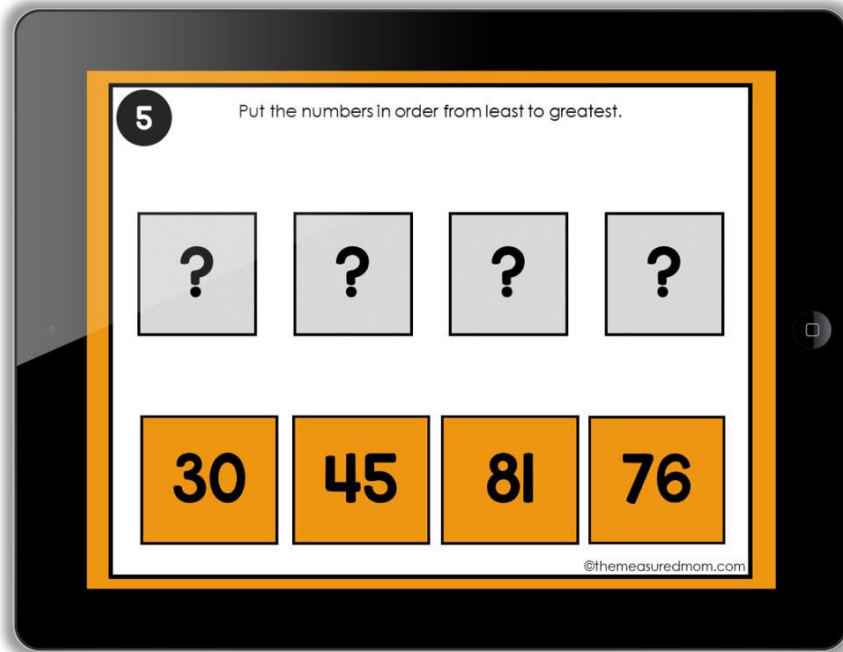 5
Put the numbers in order from least to greatest.
? ? ? ?
30 45 81 76
©themeasuredmom.com